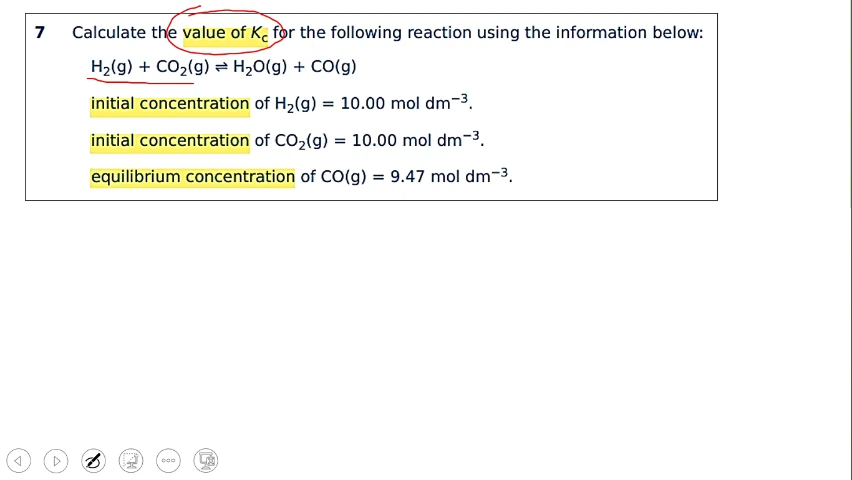 7 Calculate the value of Kc for the following reaction using the information below:
H₂(g) + CO₂(g) ⇌ H₂O(g) + CO(g)
initial concentration of H₂(g) = 10.00 mol dm⁻³.
initial concentration of CO₂(g) = 10.00 mol dm⁻³.
equilibrium concentration of CO(g) = 9.47 mol dm⁻³.